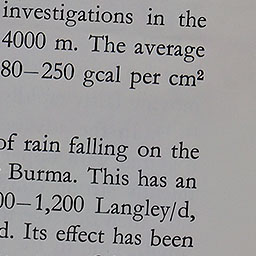 investigations in the
4000 m. The average
80–250 gcal per cm²
of rain falling on the
Burma. This has an
00–1,200 Langley/d,
d. Its effect has been